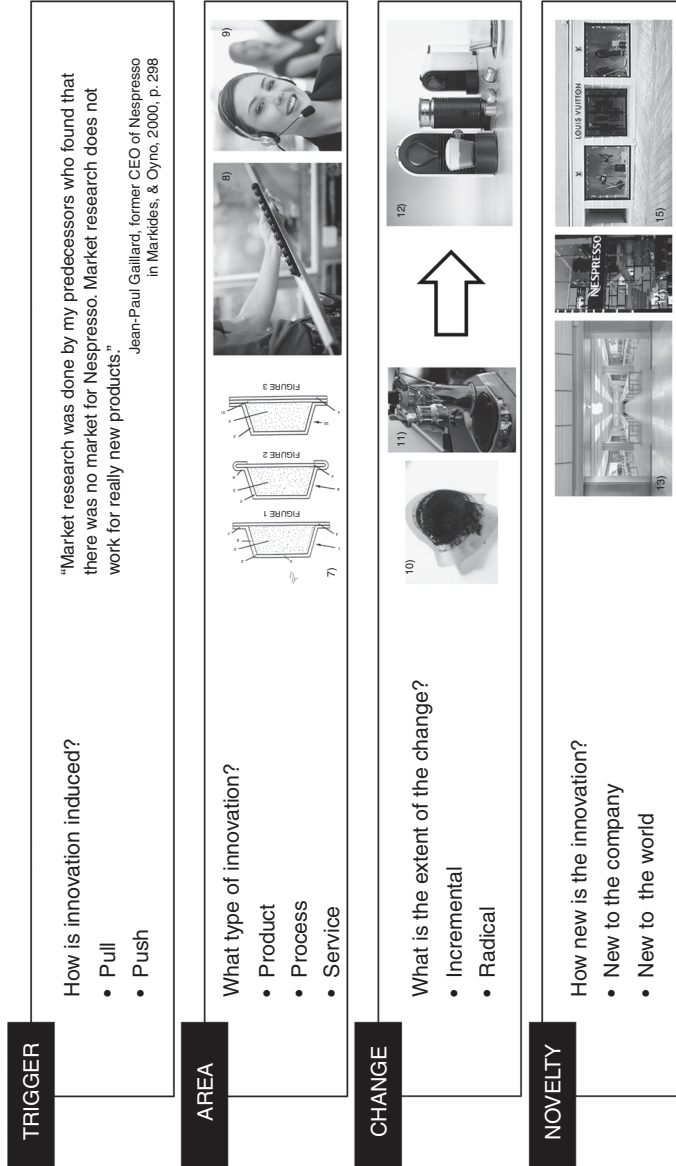 TRIGGER
How is innovation induced?
• Pull
• Push
“Market research was done by my predecessors who found that
there was no market for Nespresso. Market research does not
work for really new products.”
Jean-Paul Gaillard, former CEO of Nespresso
in Markides, & Oyno, 2000, p. 298
AREA
What type of innovation?
• Product
• Process
• Service
7)
FIGURE 1
FIGURE 2
FIGURE 3
8)
9)
CHANGE
What is the extent of the change?
• Incremental
• Radical
10)
11)
12)
NOVELTY
How new is the innovation?
• New to the company
• New to the world
13)
NESPRESSO
14)
LOUIS VUITTON
15)